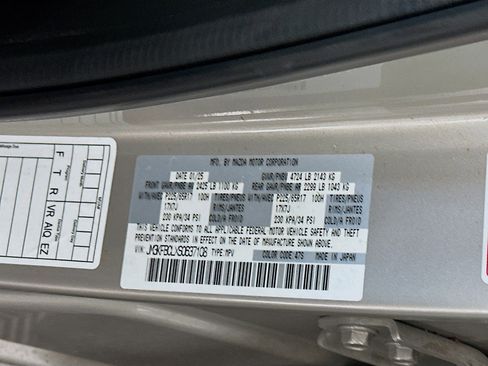 MFD. BY MAZDA MOTOR CORPORATION
DATE 01/25 GVWR/PNBV 4724 LB 2143 KG
FRONT GAWR/PNBE AV 2425 LB 1100 KG REAR GAWR/PNBE AR 2299 LB 1043 KG
WITH/AVEC P225/65R17 100H TIRES/PNEUS WITH/AVEC P225/65R17 100H TIRES/PNEUS
17X7J RIMS/JANTES 17X7J RIMS/JANTES
230 KPA/34 PSI COLD/A FROID 230 KPA/34 PSI COLD/A FROID
THIS VEHICLE CONFORMS TO ALL APPLICABLE FEDERAL MOTOR VEHICLE SAFETY AND THEFT
PREVENTION STANDARDS IN EFFECT ON THE DATE OF MANUFACTURE SHOWN ABOVE.
VIN: TYPE MPV COLOR CODE 47S MADE IN JAPAN
F
T
R
VR
AIQ
EZ